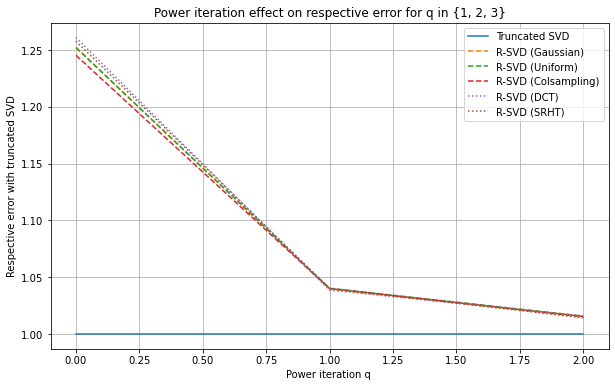 Power iteration effect on respective error for q in {1, 2, 3}
Truncated SVD
R-SVD (Gaussian)
R-SVD (Uniform)
R-SVD (Colsampling)
R-SVD (DCT)
R-SVD (SRHT)
Respective error with truncated SVD
1.25
1.20
1.15
1.10
1.05
1.00
0.00 0.25 0.50 0.75 1.00 1.25 1.50 1.75 2.00
Power iteration q